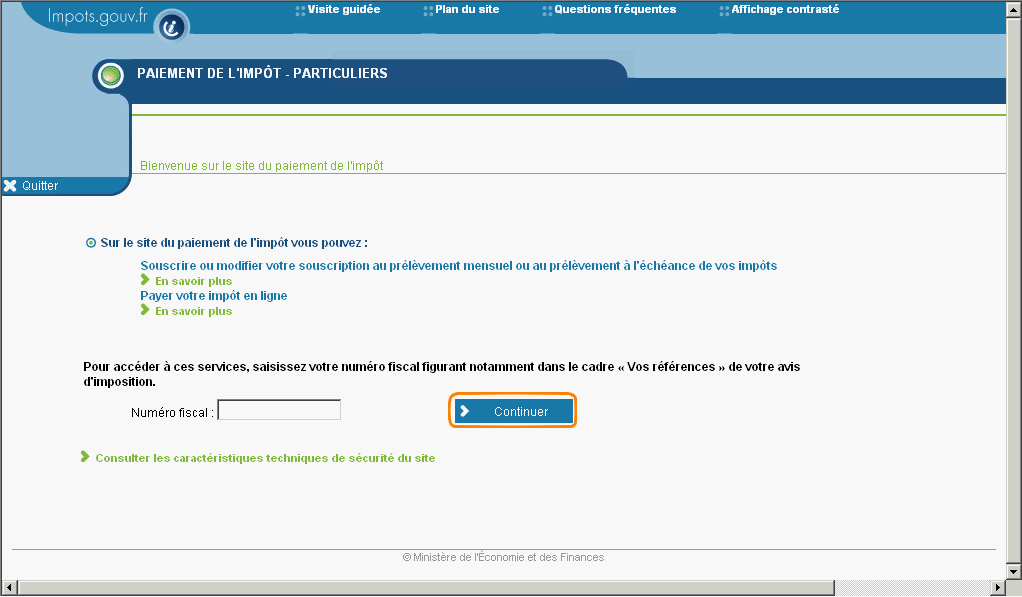 Impots.gouv.fr
Visite guidée
Plan du site
Questions fréquentes
Affichage contrasté
PAIEMENT DE L'IMPÔT - PARTICULIERS
Bienvenue sur le site du paiement de l'impôt
Quitter
Sur le site du paiement de l'impôt vous pouvez :
Souscrire ou modifier votre souscription au prélèvement mensuel ou au prélèvement à l'échéance de vos impôts
En savoir plus
Payer votre impôt en ligne
En savoir plus
Pour accéder à ces services, saisissez votre numéro fiscal figurant notamment dans le cadre « Vos références » de votre avis
d'imposition.
Numéro fiscal :
Continuer
Consulter les caractéristiques techniques de sécurité du site
© Ministère de l'Économie et des Finances